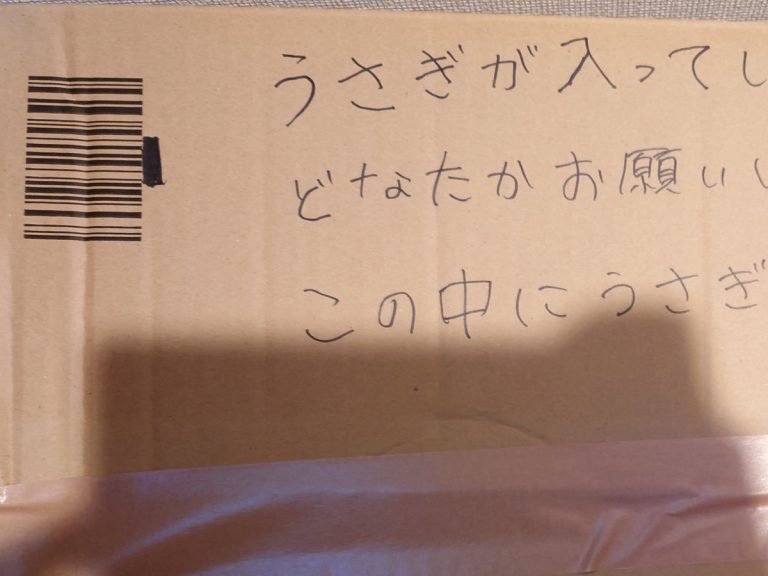 うさぎが入ってし
どなたかお願いい
この中にうさぎ